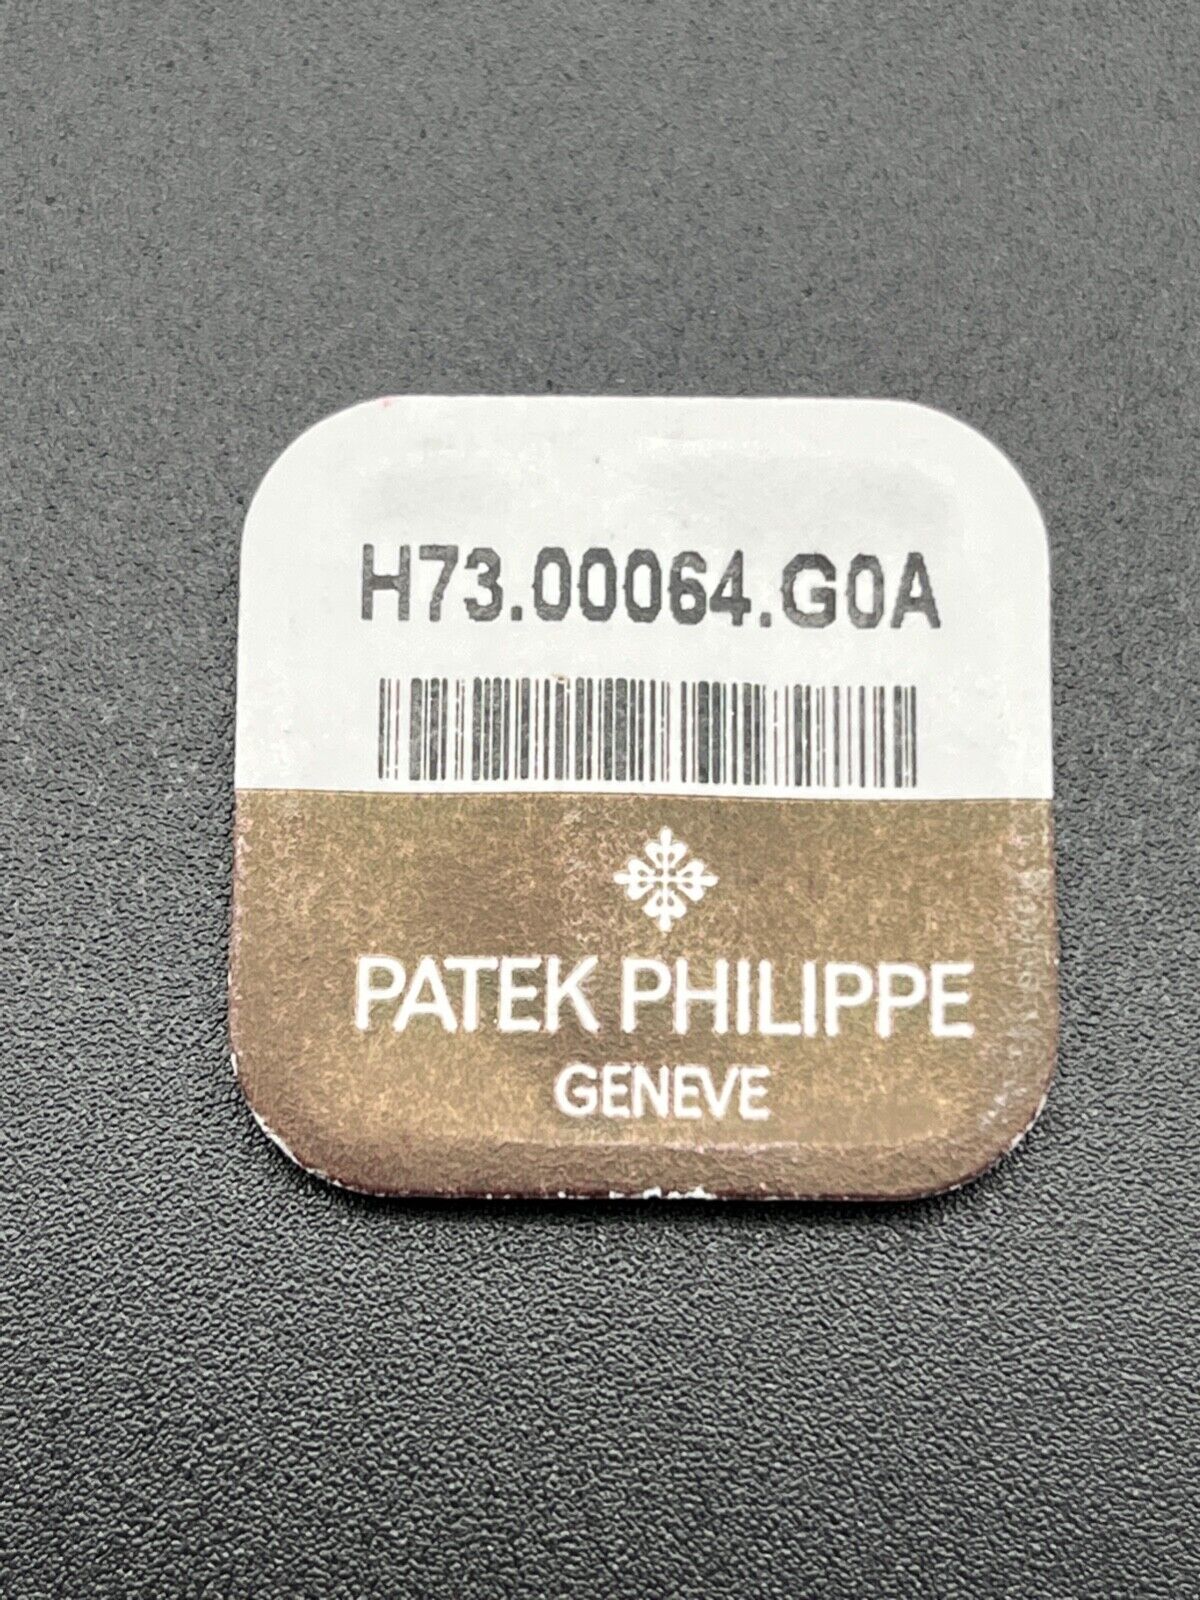 H73.00064.G0A
PATEK PHILIPPE
GENEVE